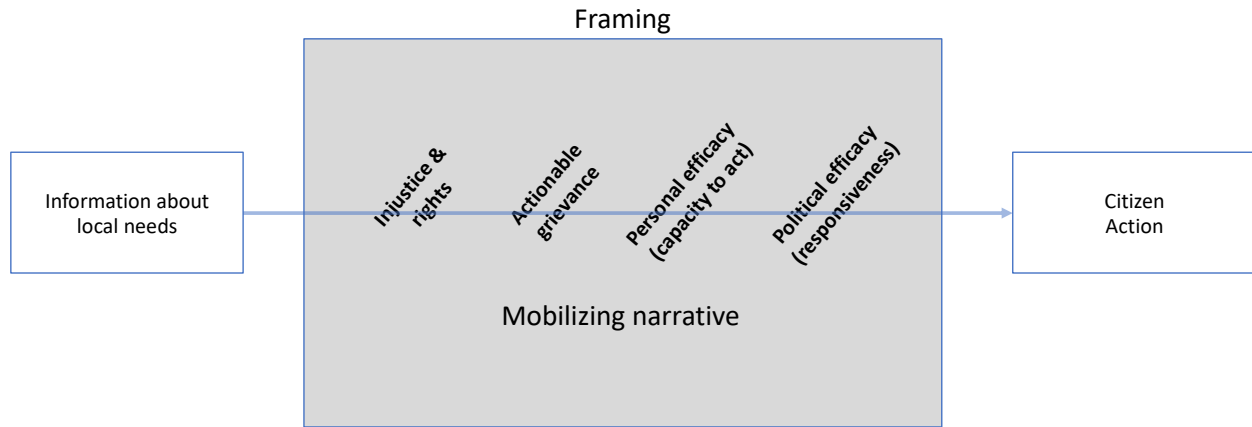 Framing
Information about
local needs
Injustice &
rights
Actionable
grievance
Personal efficacy
(capacity to act)
Political efficacy
(responsiveness)
Mobilizing narrative
Citizen
Action